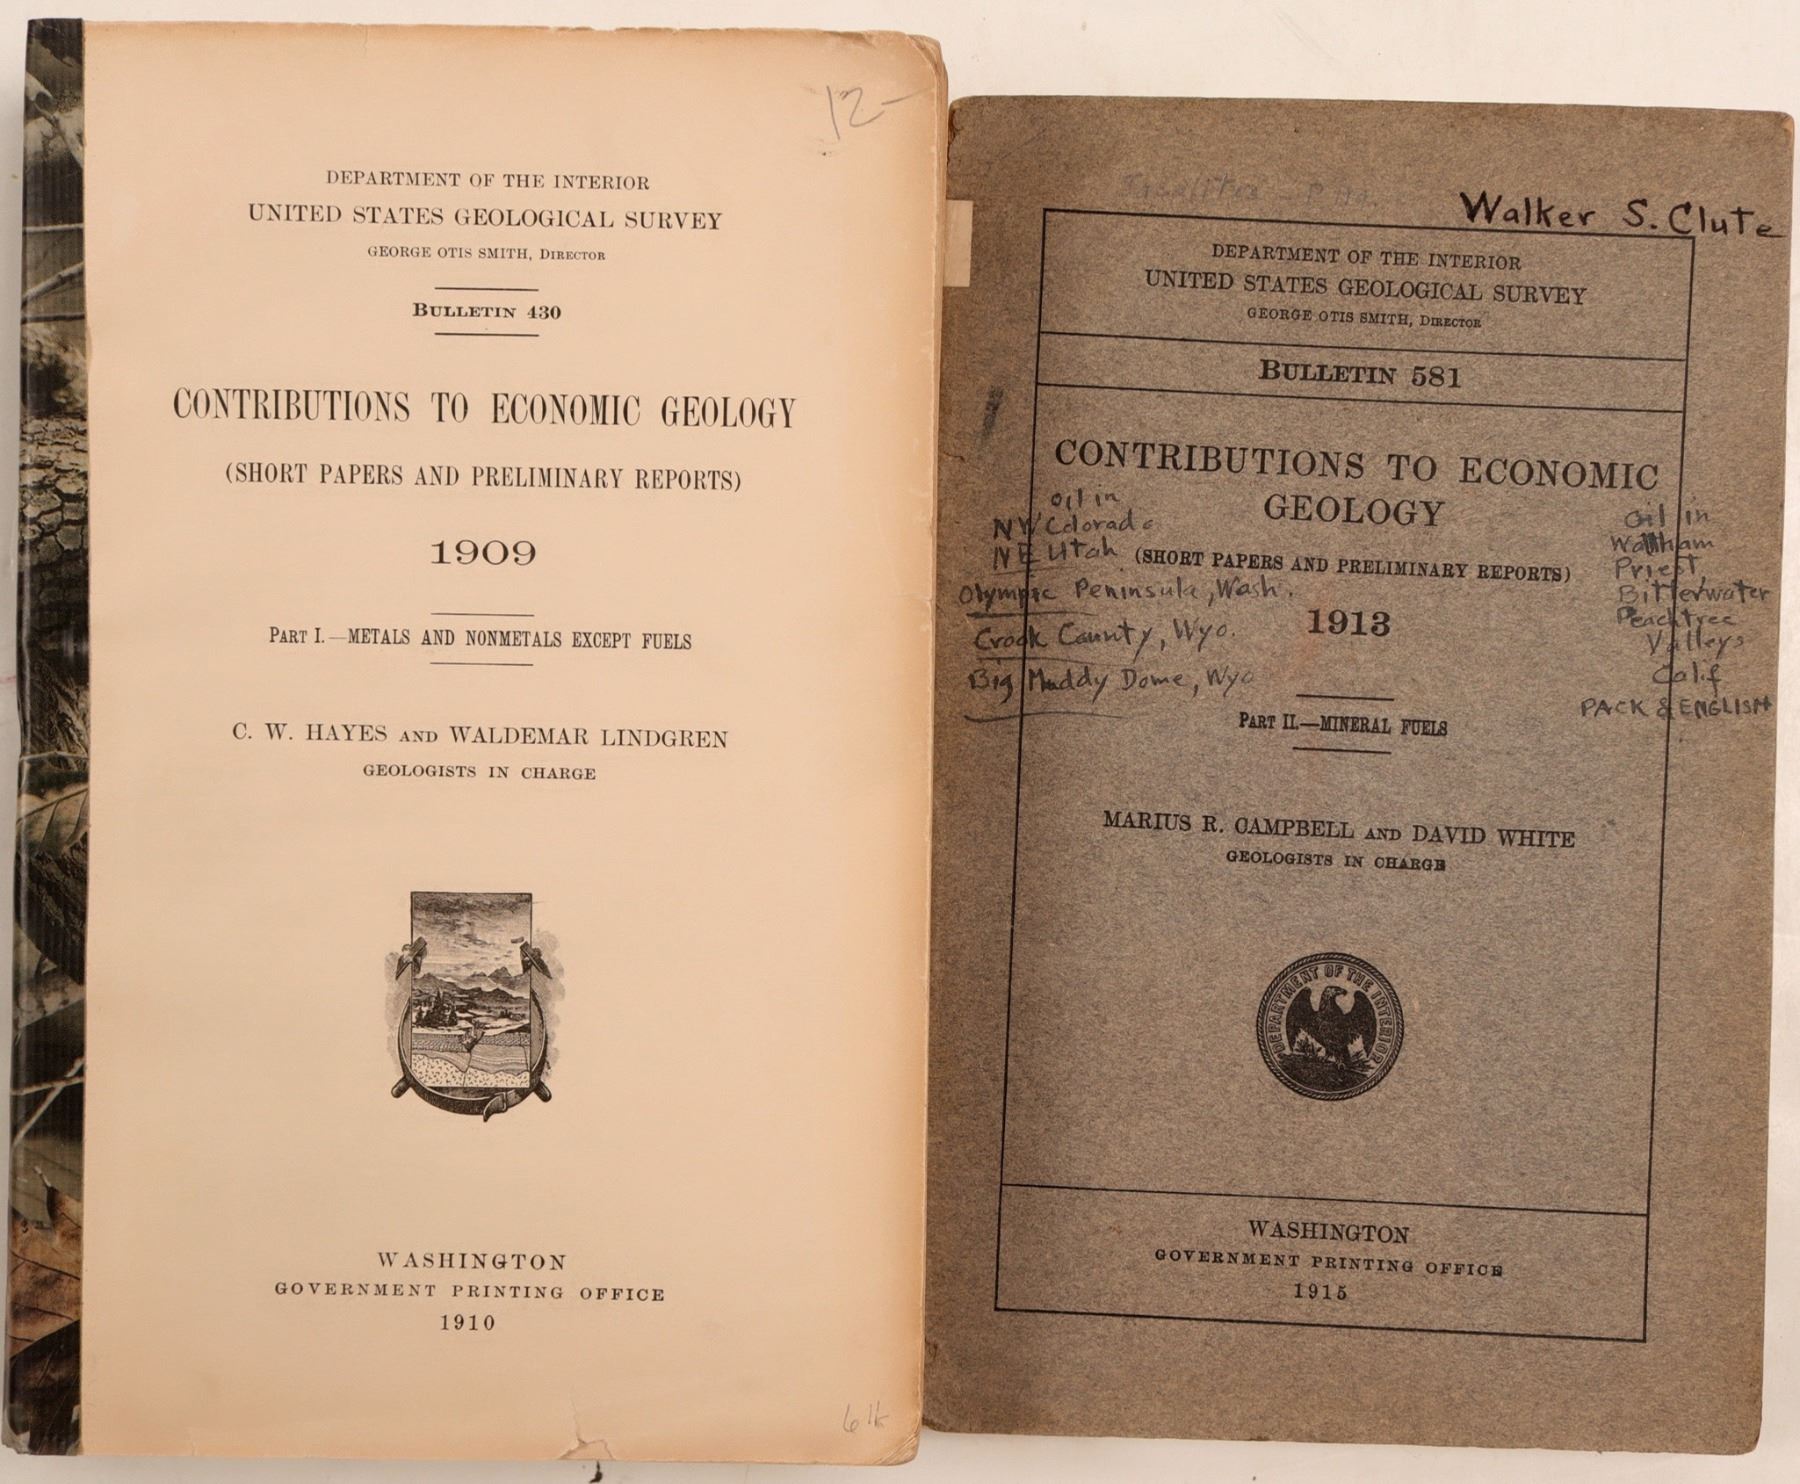 12-
DEPARTMENT OF THE INTERIOR
UNITED STATES GEOLOGICAL SURVEY
GEORGE OTIS SMITH, DIRECTOR
BULLETIN 430
CONTRIBUTIONS TO ECONOMIC GEOLOGY
(SHORT PAPERS AND PRELIMINARY REPORTS)
1909
PART I.—METALS AND NONMETALS EXCEPT FUELS
C. W. HAYES AND WALDEMAR LINDGREN
GEOLOGISTS IN CHARGE
WASHINGTON
GOVERNMENT PRINTING OFFICE
1910
Walker S. Clute
DEPARTMENT OF THE INTERIOR
UNITED STATES GEOLOGICAL SURVEY
GEORGE OTIS SMITH, DIRECTOR
BULLETIN 581
CONTRIBUTIONS TO ECONOMIC
GEOLOGY
(SHORT PAPERS AND PRELIMINARY REPORTS)
1913
oil in
NW Colorado
NE Utah
Olympic Peninsula, Wash.
Crook County, Wyo.
Big Muddy Dome, Wyo
Oil in
Waltham
Priest
Bitterwater
Peachtree
Valleys
Calif
PACK & ENGLISH
PART II.—MINERAL FUELS
MARIUS R. CAMPBELL AND DAVID WHITE
GEOLOGISTS IN CHARGE
DEPARTMENT OF THE INTERIOR
WASHINGTON
GOVERNMENT PRINTING OFFICE
1915